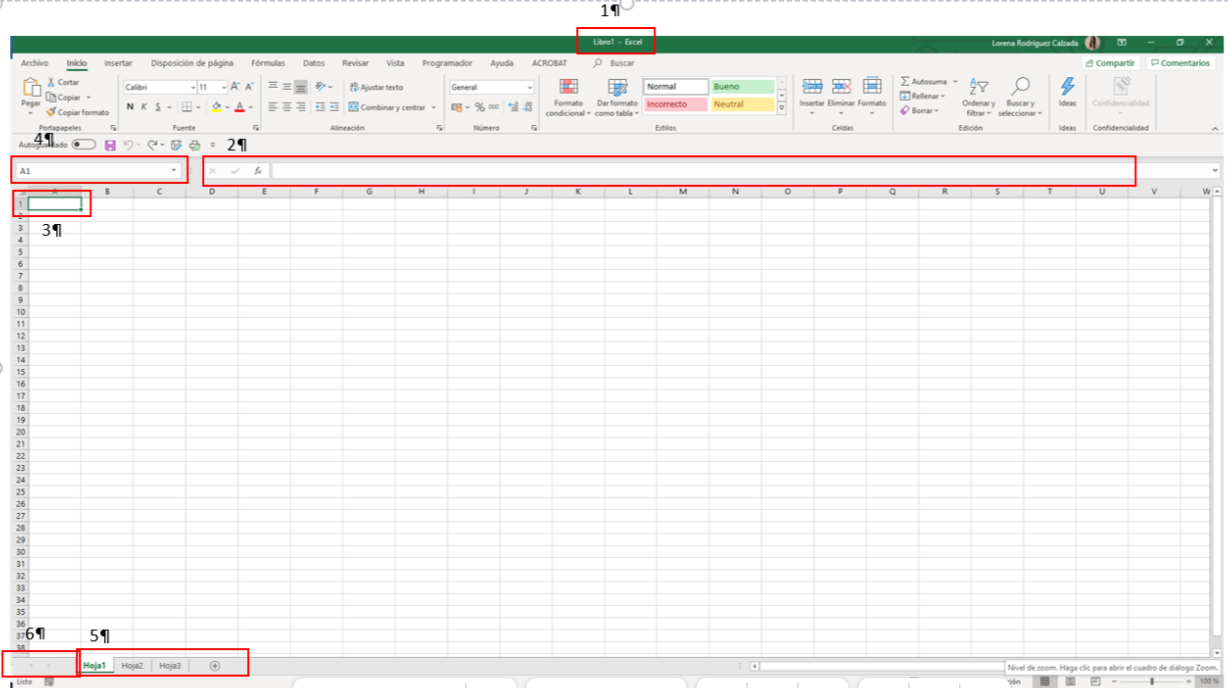 1¶
Libro1 - Excel
Lorena Rodríguez Calzada
Archivo Inicio Insertar Disposición de página Fórmulas Datos Revisar Vista Programador Ayuda ACROBAT Buscar Compartir Comentarios
Pegar
Cortar
Copiar
Copiar formato
Portapapeles
Calibri 11 A A
N K S A
Fuente
Ajustar texto
Combinar y centrar
Alineación
General
% 000
Número
Formato condicional
Dar formato como tabla
Normal Bueno
Incorrecto Neutral
Estilos
Insertar Eliminar Formato
Celdas
Autosuma
Rellenar
Borrar
Ordenar y filtrar
Buscar y seleccionar
Edición
Ideas
Ideas
Confidencialidad
Confidencialidad
4¶
Autoguardado
2¶
A1 fx
A B C D E F G H I J K L M N O P Q R S T U V W
1
2
3
3¶
4
5
6
7
8
9
10
11
12
13
14
15
16
17
18
19
20
21
22
23
24
25
26
27
28
29
30
31
32
33
34
35
36
37
6¶ 5¶
38
Hoja1 Hoja2 Hoja3
Nivel de zoom. Haga clic para abrir el cuadro de diálogo Zoom.
Listo 100 %